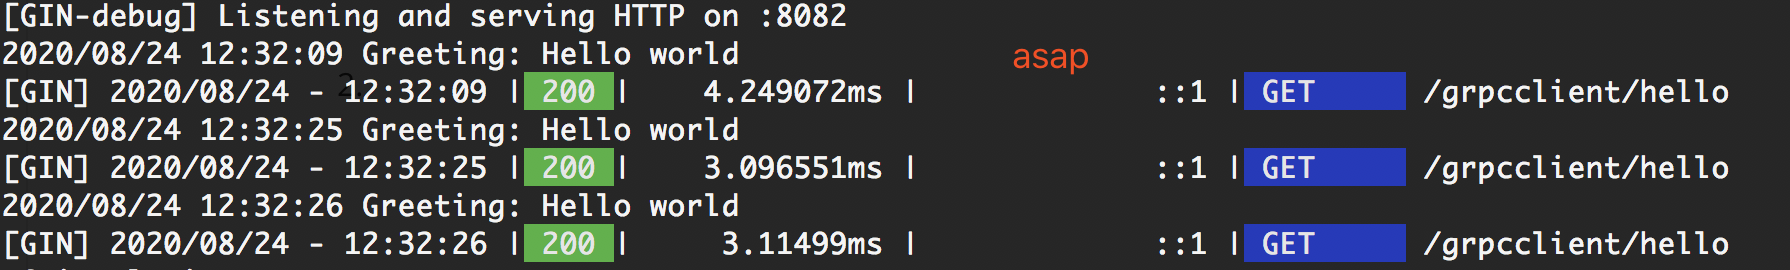 [GIN-debug] Listening and serving HTTP on :8082
2020/08/24 12:32:09 Greeting: Hello world
asap
[GIN] 2020/08/24 - 12:32:09 | 200 | 4.249072ms | ::1 | GET /grpcclient/hello
2020/08/24 12:32:25 Greeting: Hello world
[GIN] 2020/08/24 - 12:32:25 | 200 | 3.096551ms | ::1 | GET /grpcclient/hello
2020/08/24 12:32:26 Greeting: Hello world
[GIN] 2020/08/24 - 12:32:26 | 200 | 3.11499ms | ::1 | GET /grpcclient/hello